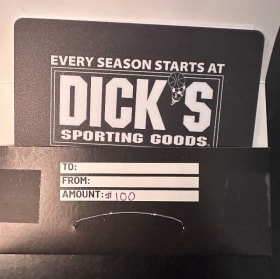 EVERY SEASON STARTS AT
DICK'S
SPORTING GOODS
TO:
FROM:
AMOUNT: $100